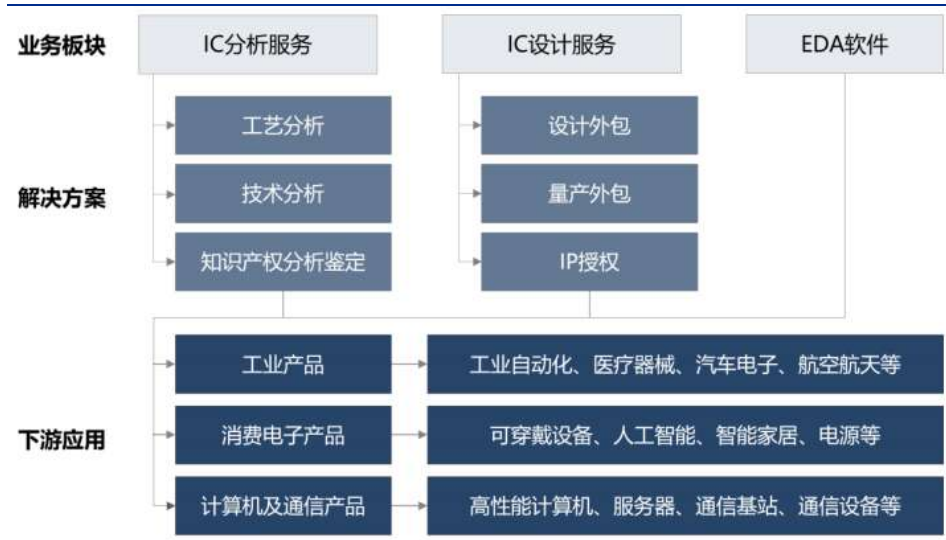 业务板块
IC分析服务
IC设计服务
EDA软件
解决方案
工艺分析
设计外包
技术分析
量产外包
知识产权分析鉴定
IP授权
下游应用
工业产品
工业自动化、医疗器械、汽车电子、航空航天等
消费电子产品
可穿戴设备、人工智能、智能家居、电源等
计算机及通信产品
高性能计算机、服务器、通信基站、通信设备等